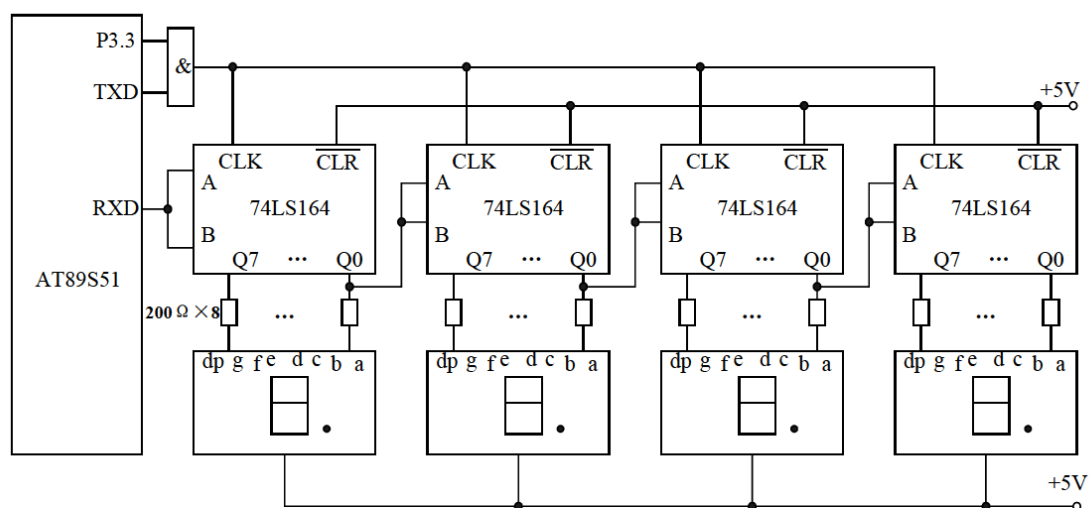 P3.3
&
TXD
+5V
CLK CLR CLK CLR CLK CLR CLK CLR
A A A A
RXD 74LS164 74LS164 74LS164 74LS164
B B B B
Q7 ... Q0 Q7 ... Q0 Q7 ... Q0 Q7 ... Q0
AT89S51
200Ω×8 ... ... ... ...
dp g f e d c b a dp g f e d c b a dp g f e d c b a dp g f e d c b a
+5V